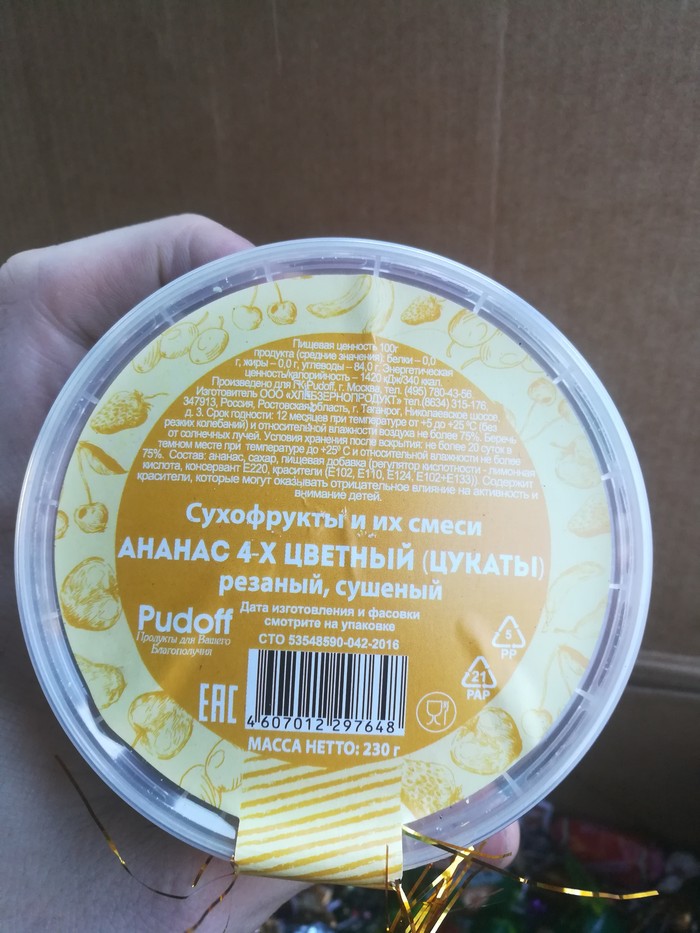 Пищевая ценность 100г
продукта (средние значения): белки – 0,0
г, жиры – 0,0 г, углеводы – 84,0 г. Энергетическая
ценность/калорийность – 1420 кДж/340 ккал.
Произведено для ГК Pudoff, г. Москва, тел. (495) 780-43-56,
Изготовитель ООО «ХЛЕБЗЕРНОПРОДУКТ» тел.(8634) 315-176,
347913, Россия, Ростовская область, г. Таганрог, Николаевское шоссе,
д. 3. Срок годности: 12 месяцев при температуре от +5 до +25 °С (без
резких колебаний) и относительной влажности воздуха не более 75%. Беречь
от солнечных лучей. Условия хранения после вскрытия: не более 20 суток в
темном месте при температуре до +25° С и относительной влажности не более
75%. Состав: ананас, сахар, пищевая добавка (регулятор кислотности - лимонная
кислота, консервант Е220, красители (Е102, Е110, Е124, Е102+Е133)). Содержит
красители, которые могут оказывать отрицательное влияние на активность и
внимание детей.
Сухофрукты и их смеси
АНАНАС 4-Х ЦВЕТНЫЙ (ЦУКАТЫ)
резаный, сушеный
Pudoff
Продукты для Вашего
Благополучия
Дата изготовления и фасовки
смотрите на упаковке
СТО 53548590-042-2016
5
PP
21
PAP
EAC
4 607012 297648
МАССА НЕТТО: 230 г